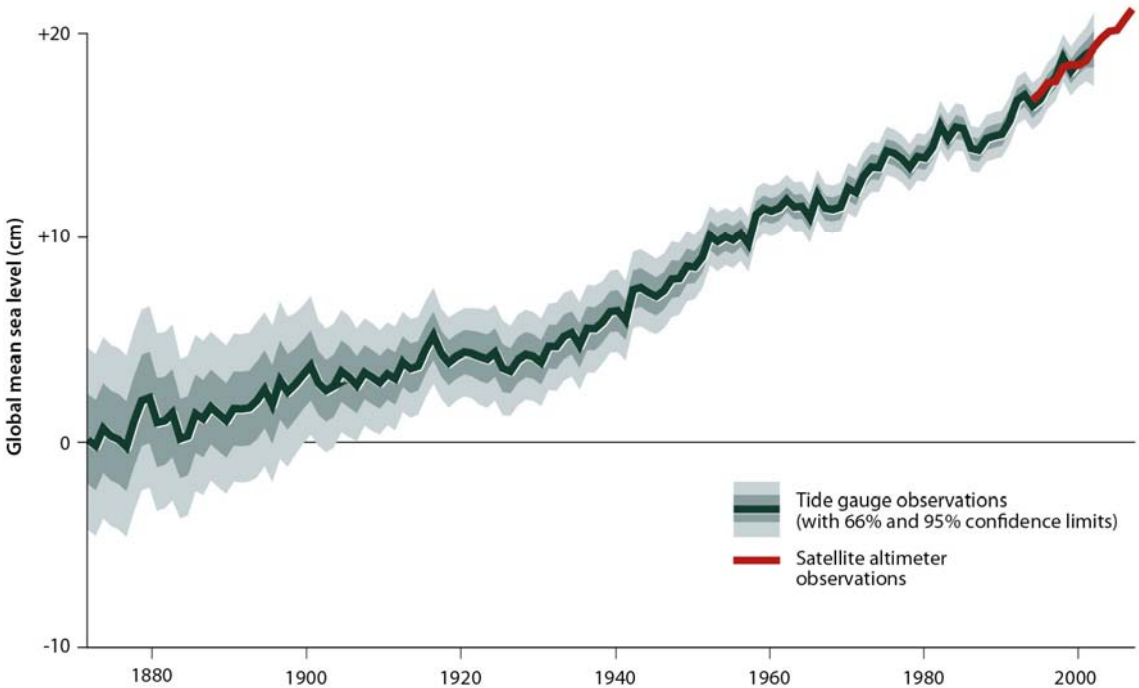 Global mean sea level (cm)
+20
+10
0
-10
1880
1900
1920
1940
1960
1980
2000
Tide gauge observations
(with 66% and 95% confidence limits)
Satellite altimeter
observations